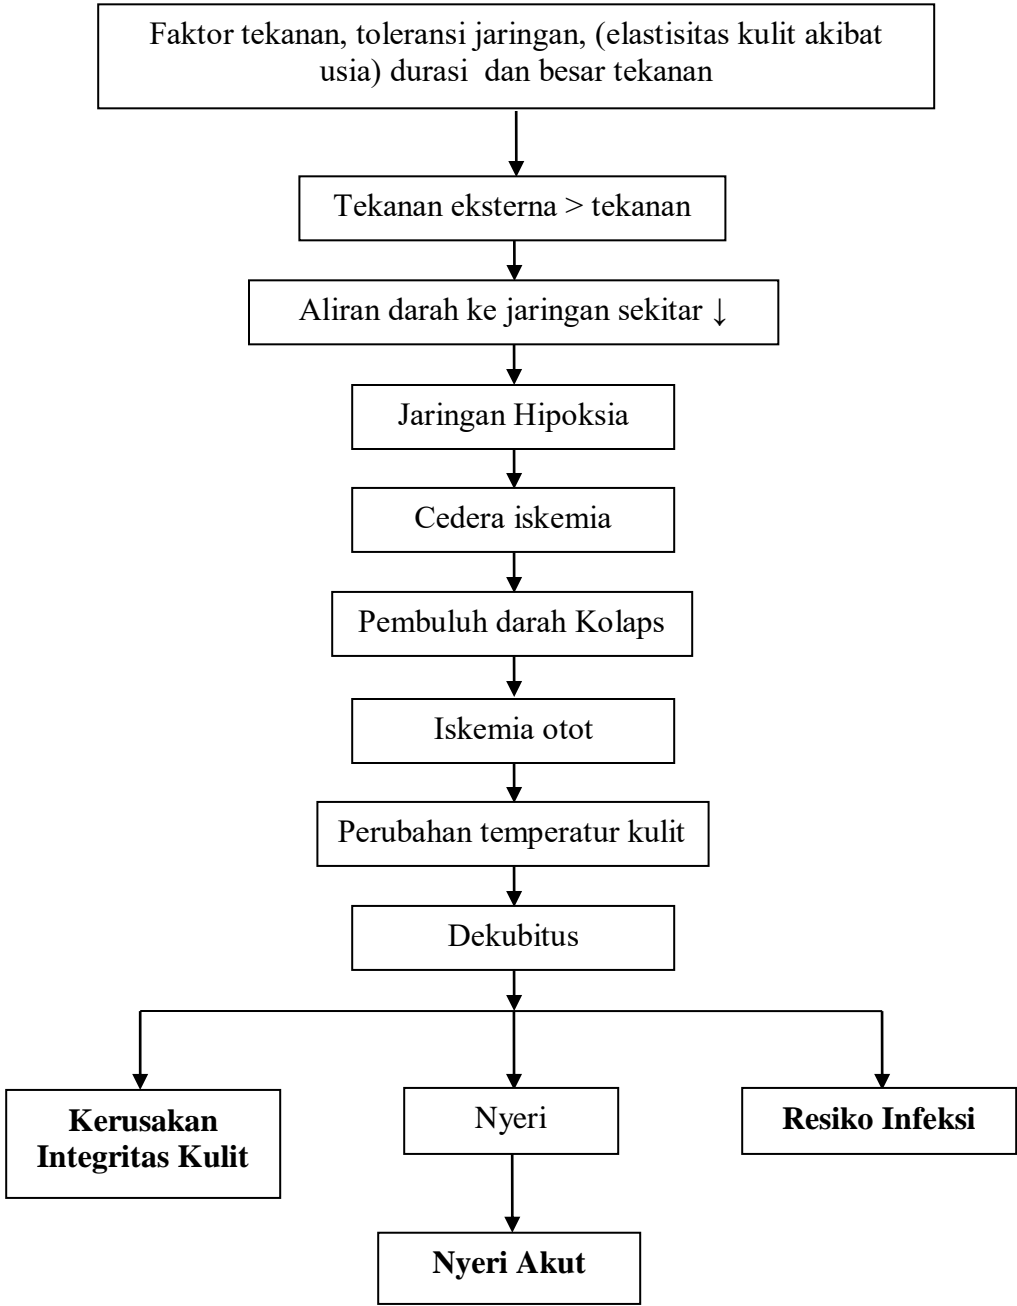 Faktor tekanan, toleransi jaringan, (elastisitas kulit akibat
usia) durasi  dan besar tekanan
Tekanan eksterna > tekanan
Aliran darah ke jaringan sekitar ↓
Jaringan Hipoksia
Cedera iskemia
Pembuluh darah Kolaps
Iskemia otot
Perubahan temperatur kulit
Dekubitus
Kerusakan
Integritas Kulit
Nyeri
Resiko Infeksi
Nyeri Akut